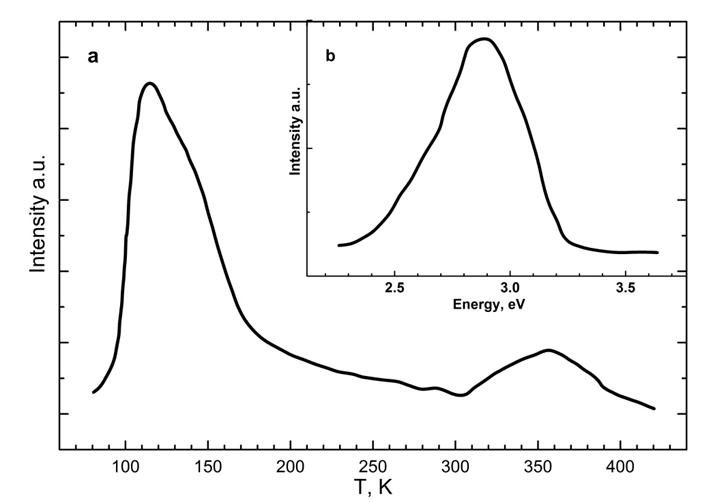 a
b
Intensity a.u.
Intensity a.u.
2.5 3.0 3.5
Energy, eV
100 150 200 250 300 350 400
T, K